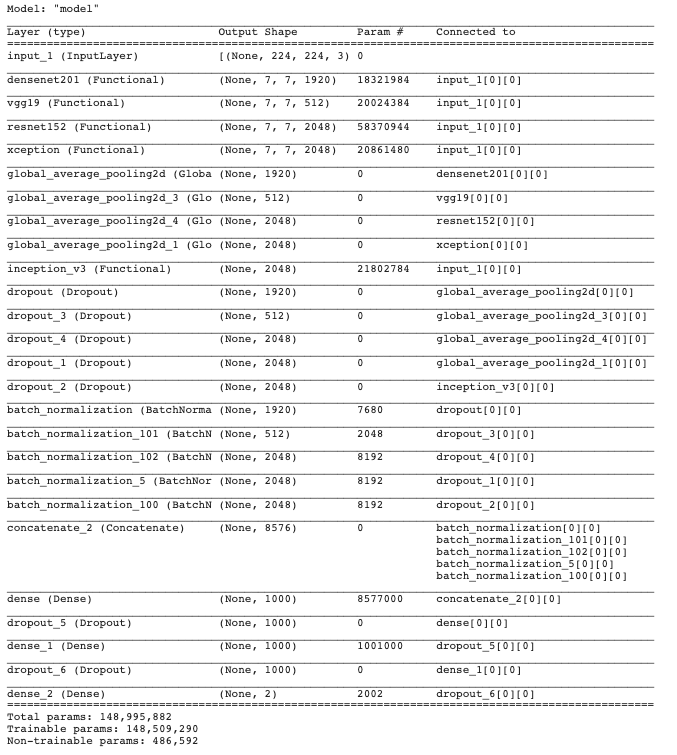 Model: "model"
Layer (type) Output Shape Param # Connected to
input_1 (InputLayer) [(None, 224, 224, 3) 0
densenet201 (Functional) (None, 7, 7, 1920) 18321984 input_1[0][0]
vgg19 (Functional) (None, 7, 7, 512) 20024384 input_1[0][0]
resnet152 (Functional) (None, 7, 7, 2048) 58370944 input_1[0][0]
xception (Functional) (None, 7, 7, 2048) 20861480 input_1[0][0]
global_average_pooling2d (Globa (None, 1920) 0 densenet201[0][0]
global_average_pooling2d_3 (Glo (None, 512) 0 vgg19[0][0]
global_average_pooling2d_4 (Glo (None, 2048) 0 resnet152[0][0]
global_average_pooling2d_1 (Glo (None, 2048) 0 xception[0][0]
inception_v3 (Functional) (None, 2048) 21802784 input_1[0][0]
dropout (Dropout) (None, 1920) 0 global_average_pooling2d[0][0]
dropout_3 (Dropout) (None, 512) 0 global_average_pooling2d_3[0][0]
dropout_4 (Dropout) (None, 2048) 0 global_average_pooling2d_4[0][0]
dropout_1 (Dropout) (None, 2048) 0 global_average_pooling2d_1[0][0]
dropout_2 (Dropout) (None, 2048) 0 inception_v3[0][0]
batch_normalization (BatchNorma (None, 1920) 7680 dropout[0][0]
batch_normalization_101 (BatchN (None, 512) 2048 dropout_3[0][0]
batch_normalization_102 (BatchN (None, 2048) 8192 dropout_4[0][0]
batch_normalization_5 (BatchNor (None, 2048) 8192 dropout_1[0][0]
batch_normalization_100 (BatchN (None, 2048) 8192 dropout_2[0][0]
concatenate_2 (Concatenate) (None, 8576) 0 batch_normalization[0][0]
batch_normalization_101[0][0]
batch_normalization_102[0][0]
batch_normalization_5[0][0]
batch_normalization_100[0][0]
dense (Dense) (None, 1000) 8577000 concatenate_2[0][0]
dropout_5 (Dropout) (None, 1000) 0 dense[0][0]
dense_1 (Dense) (None, 1000) 1001000 dropout_5[0][0]
dropout_6 (Dropout) (None, 1000) 0 dense_1[0][0]
dense_2 (Dense) (None, 2) 2002 dropout_6[0][0]
Total params: 148,995,882
Trainable params: 148,509,290
Non-trainable params: 486,592